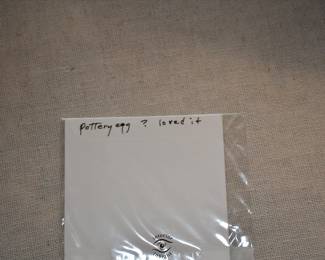 pottery egg ? loved it